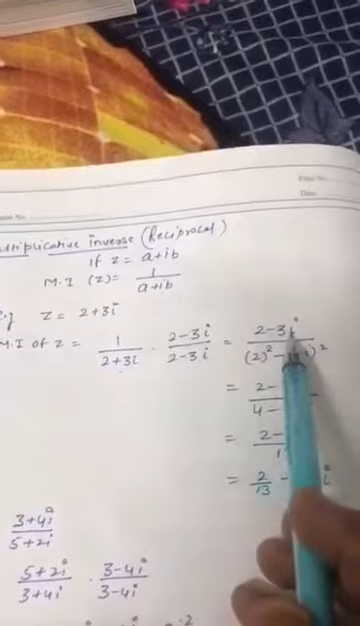 Page No.
Date:
Multiplicative inverse (Reciprocal)
If z = a+ib
M.I (z) = 1/(a+ib)
z = 2+3i
M.I of z = 1/(2+3i) · (2-3i)/(2-3i) = (2-3i)/((2)² - i)²
= 2- / 4-
= 2- / 1
= 2/13 - i
(3+4i)/(5+2i)
(5+2i)/(3+4i) · (3-4i)/(3-4i)